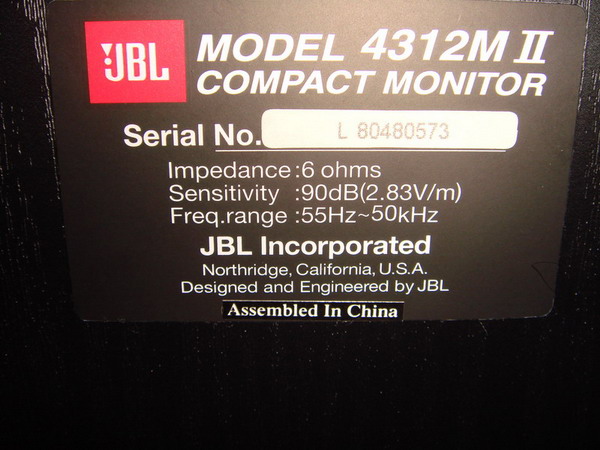 JBL
MODEL 4312M II
COMPACT MONITOR
Serial No. L 80480573
Impedance :6 ohms
Sensitivity :90dB(2.83V/m)
Freq.range :55Hz~50kHz
JBL Incorporated
Northridge, California, U.S.A.
Designed and Engineered by JBL
Assembled In China